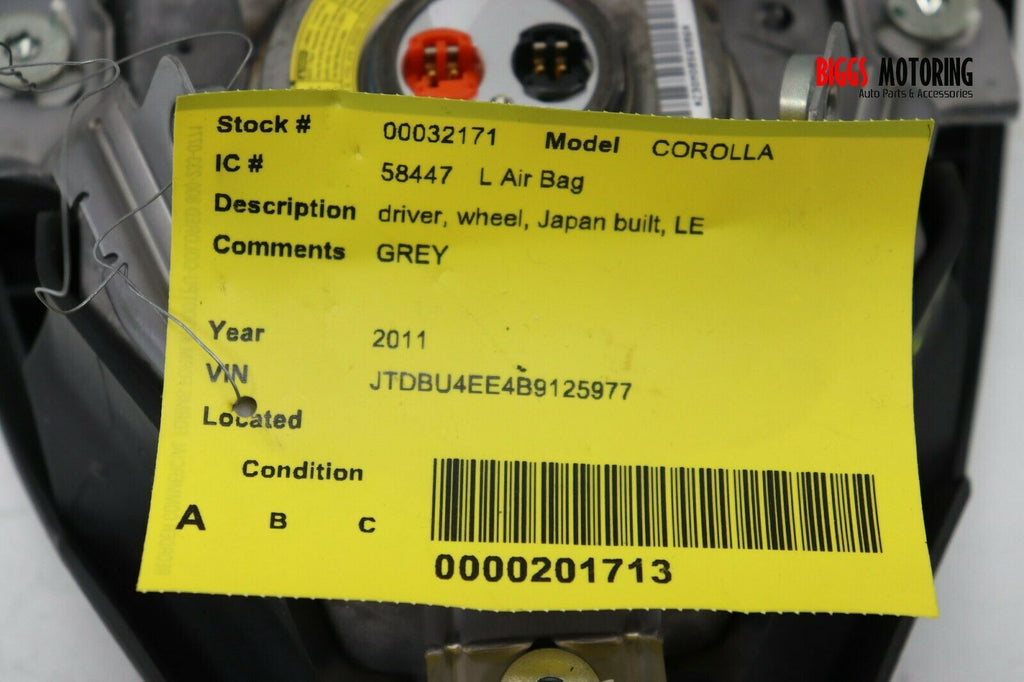 BIGGS MOTORING
Auto Parts & Accessories
Stock # 00032171 Model COROLLA
IC # 58447 L Air Bag
Description driver, wheel, Japan built, LE
Comments GREY
Year 2011
VIN JTDBU4EE4B9125977
Located
Condition
A B C
0000201713